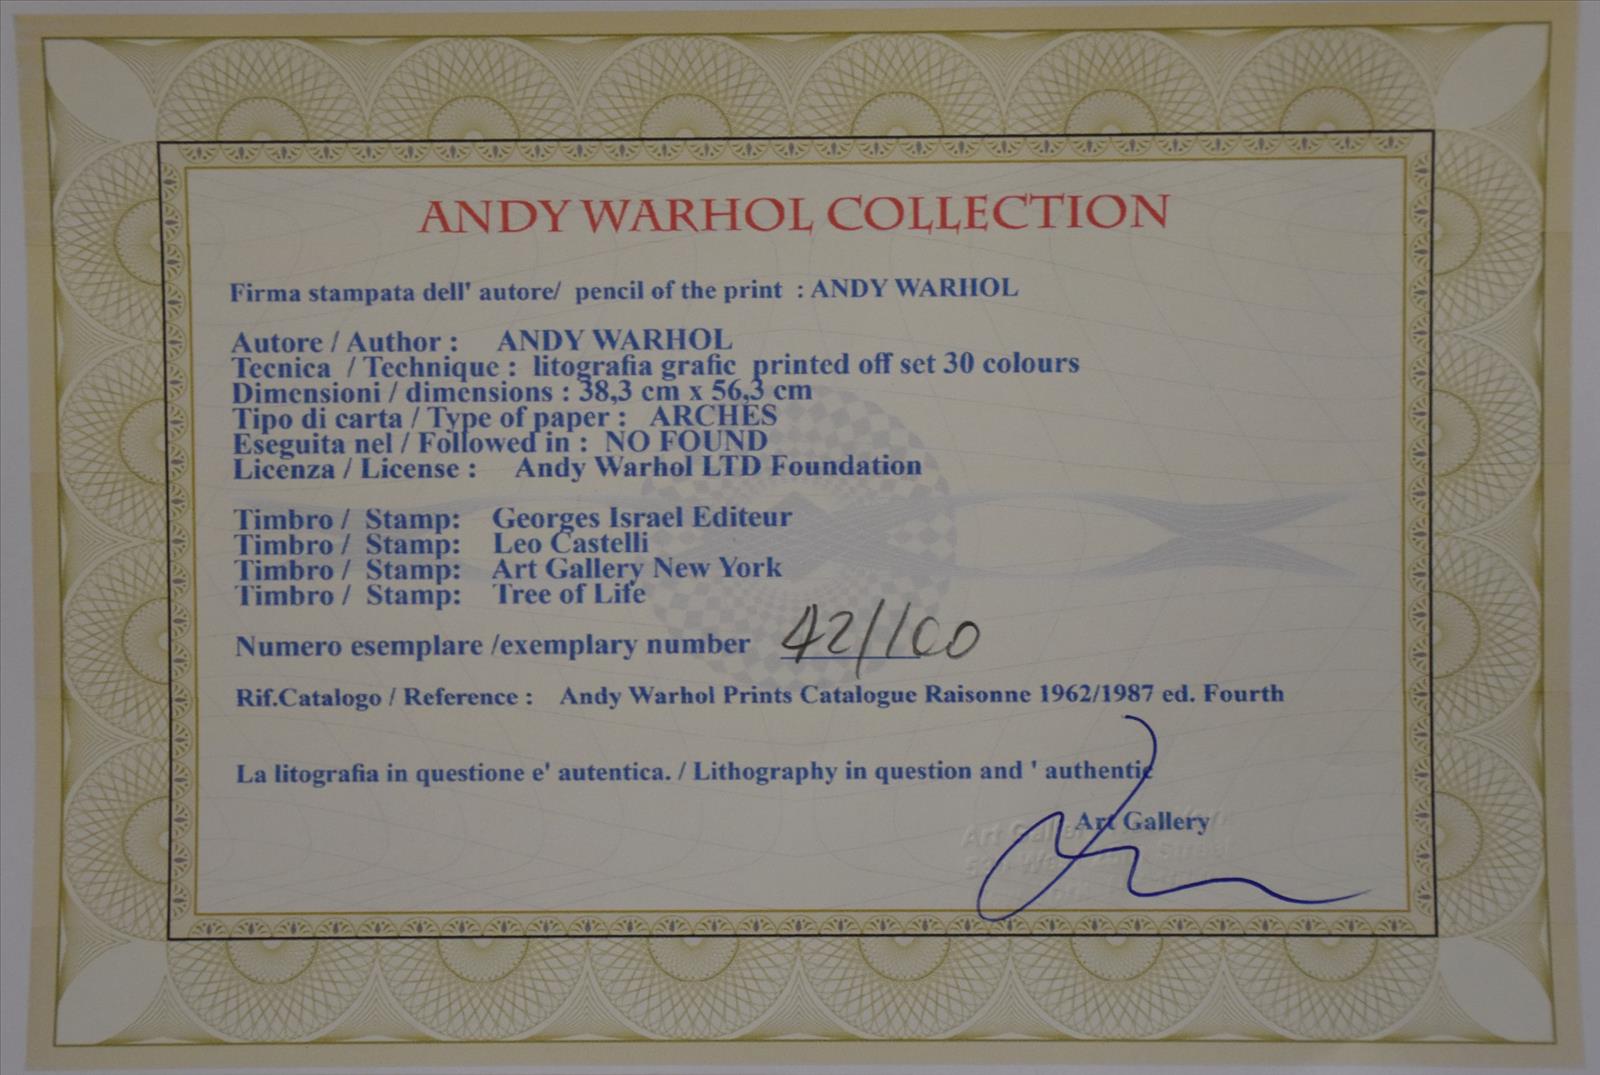 ANDY WARHOL COLLECTION
Firma stampata dell' autore/ pencil of the print : ANDY WARHOL
Autore / Author : ANDY WARHOL
Tecnica / Technique : litografia grafic printed off set 30 colours
Dimensioni / dimensions : 38,3 cm x 56,3 cm
Tipo di carta / Type of paper : ARCHES
Eseguita nel / Followed in : NO FOUND
Licenza / License : Andy Warhol LTD Foundation
Timbro / Stamp: Georges Israel Editeur
Timbro / Stamp: Leo Castelli
Timbro / Stamp: Art Gallery New York
Timbro / Stamp: Tree of Life
Numero esemplare /exemplary number 42/100
Rif.Catalogo / Reference : Andy Warhol Prints Catalogue Raisonne 1962/1987 ed. Fourth
La litografia in questione e' autentica. / Lithography in question and ' authentic
Art Gallery